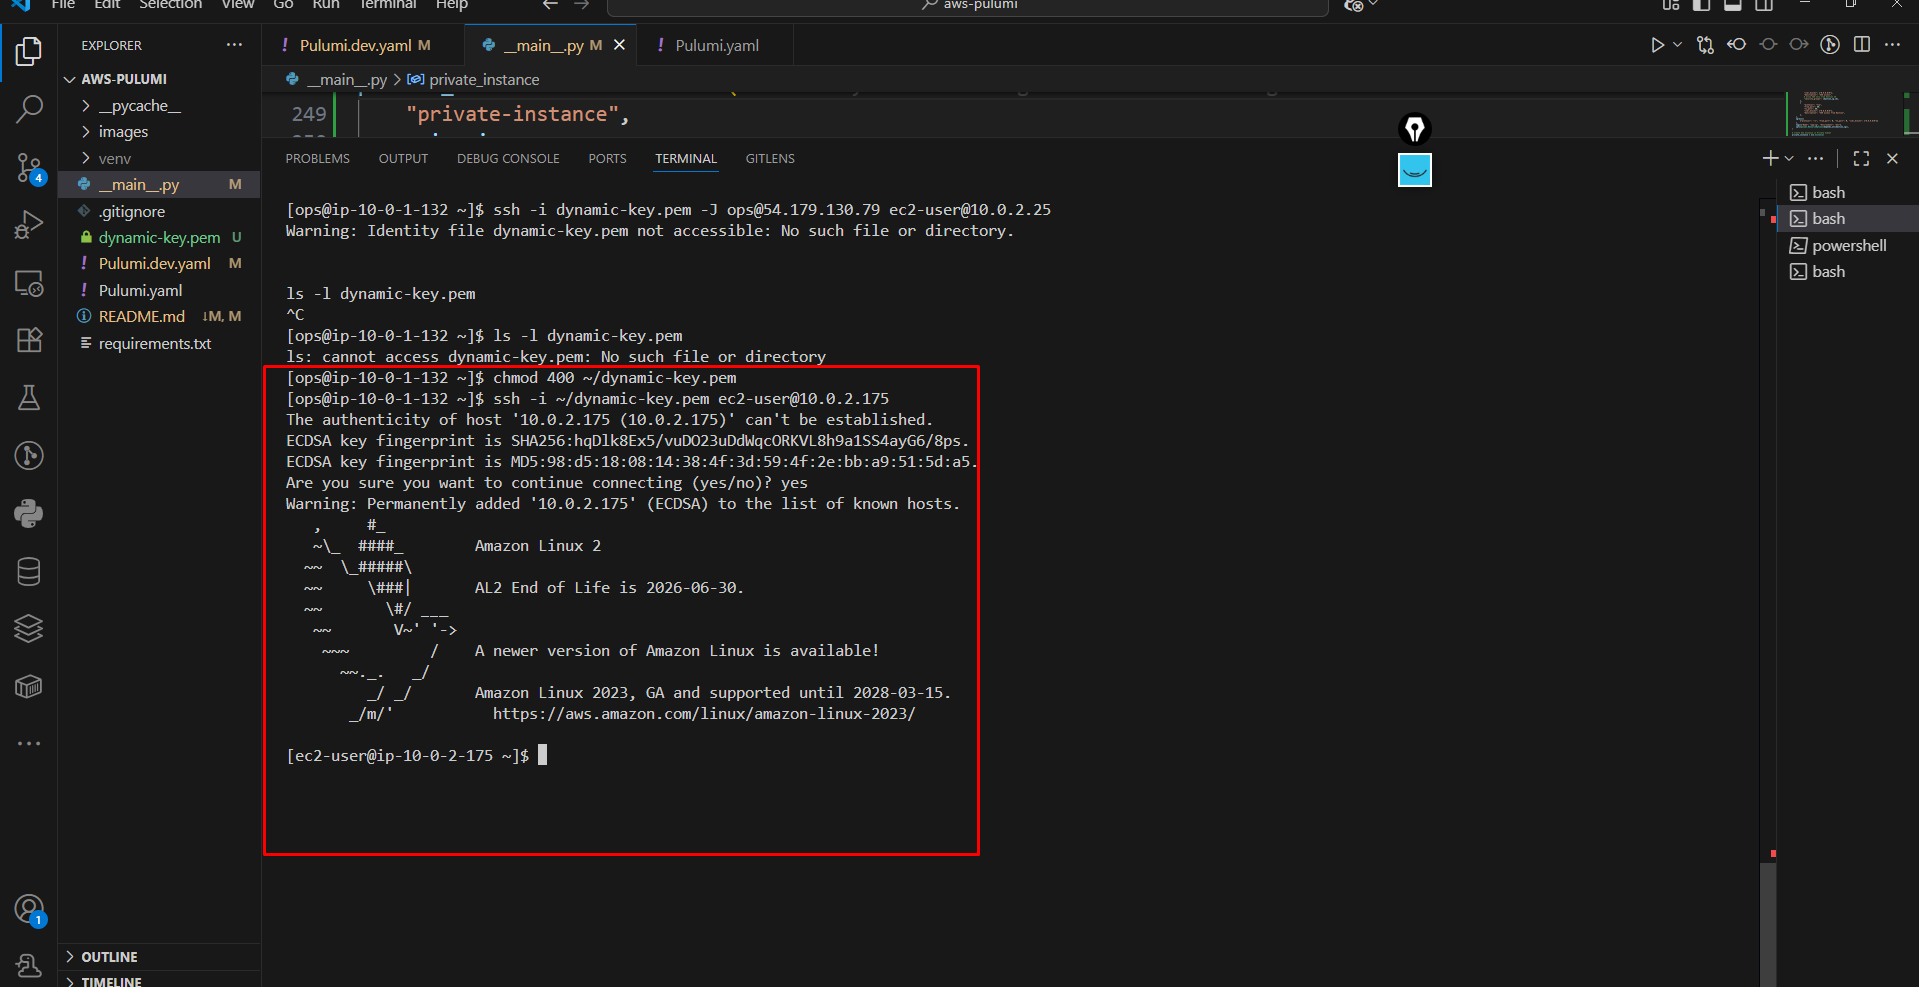 File Edit Selection View Go Run Terminal Help
aws-pulumi
EXPLORER
AWS-PULUMI
__pycache__
images
venv
__main__.py M
.gitignore
dynamic-key.pem U
Pulumi.dev.yaml M
Pulumi.yaml
README.md ↓M, M
requirements.txt
OUTLINE
TIMELINE
4
1
Pulumi.dev.yaml M
__main__.py M
Pulumi.yaml
__main__.py > private_instance
249 "private-instance",
PROBLEMS OUTPUT DEBUG CONSOLE PORTS TERMINAL GITLENS
[ops@ip-10-0-1-132 ~]$ ssh -i dynamic-key.pem -J ops@54.179.130.79 ec2-user@10.0.2.25
Warning: Identity file dynamic-key.pem not accessible: No such file or directory.
ls -l dynamic-key.pem
^C
[ops@ip-10-0-1-132 ~]$ ls -l dynamic-key.pem
ls: cannot access dynamic-key.pem: No such file or directory
[ops@ip-10-0-1-132 ~]$ chmod 400 ~/dynamic-key.pem
[ops@ip-10-0-1-132 ~]$ ssh -i ~/dynamic-key.pem ec2-user@10.0.2.175
The authenticity of host '10.0.2.175 (10.0.2.175)' can't be established.
ECDSA key fingerprint is SHA256:hqDlk8Ex5/vuDO23uDdWqcORKVL8h9a1SS4ayG6/8ps.
ECDSA key fingerprint is MD5:98:d5:18:08:14:38:4f:3d:59:4f:2e:bb:a9:51:5d:a5.
Are you sure you want to continue connecting (yes/no)? yes
Warning: Permanently added '10.0.2.175' (ECDSA) to the list of known hosts.
   ,     #_
   ~\_  ####_        Amazon Linux 2
  ~~  \_#####\
  ~~     \###|       AL2 End of Life is 2026-06-30.
  ~~       \#/ ___
   ~~       V~' '->
    ~~~         /    A newer version of Amazon Linux is available!
      ~~._.   _/
         _/ _/       Amazon Linux 2023, GA and supported until 2028-03-15.
       _/m/'           https://aws.amazon.com/linux/amazon-linux-2023/
[ec2-user@ip-10-0-2-175 ~]$
bash
bash
powershell
bash